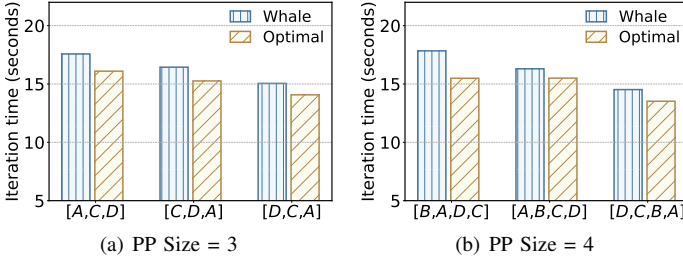 Iteration time (seconds)
20
15
10
5
Whale
Optimal
[A,C,D] [C,D,A] [D,C,A]
(a) PP Size = 3
Iteration time (seconds)
20
15
10
5
Whale
Optimal
[B,A,D,C] [A,B,C,D] [D,C,B,A]
(b) PP Size = 4